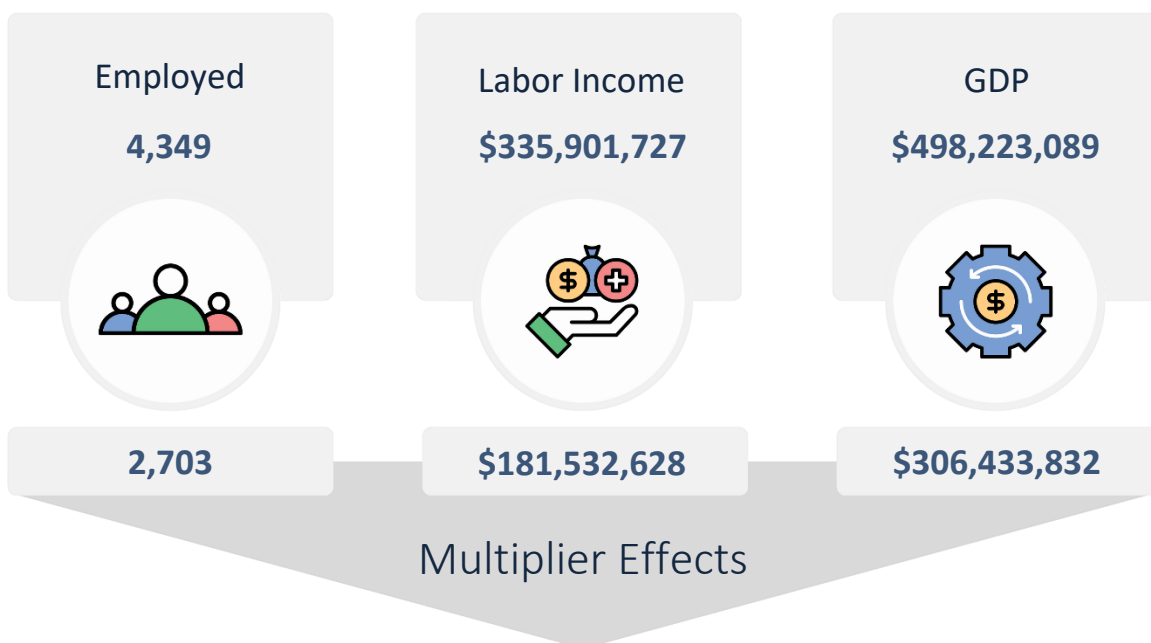 Employed
4,349
Labor Income
$335,901,727
GDP
$498,223,089
$
$
2,703
$181,532,628
$306,433,832
Multiplier Effects